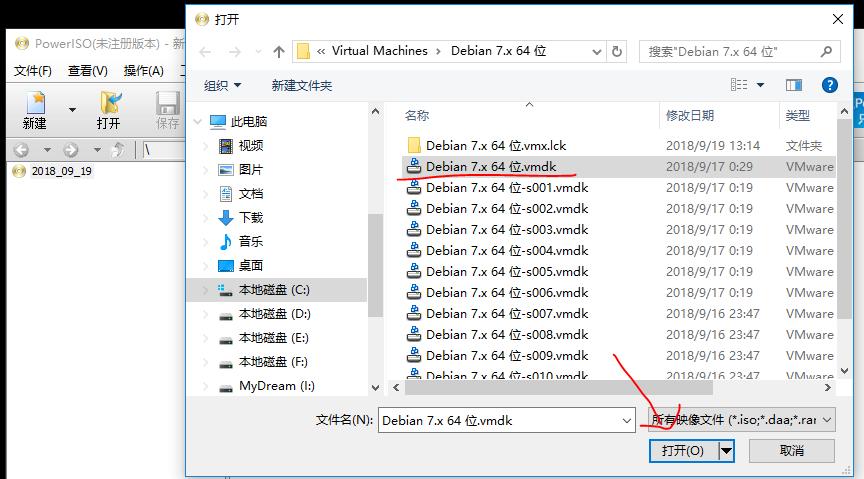 打开
PowerISO(未注册版本) - 新
文件(F) 查看(V) 操作(A)
新建 打开 保存
\
2018_09_19
« Virtual Machines › Debian 7.x 64 位
搜索"Debian 7.x 64 位"
组织 新建文件夹
此电脑
视频
图片
文档
下载
音乐
桌面
本地磁盘 (C:)
本地磁盘 (D:)
本地磁盘 (E:)
本地磁盘 (F:)
MyDream (I:)
名称 修改日期 类型
Debian 7.x 64 位.vmx.lck 2018/9/19 13:14 文件夹
Debian 7.x 64 位.vmdk 2018/9/17 0:29 VMware
Debian 7.x 64 位-s001.vmdk 2018/9/17 0:19 VMware
Debian 7.x 64 位-s002.vmdk 2018/9/17 0:19 VMware
Debian 7.x 64 位-s003.vmdk 2018/9/17 0:19 VMware
Debian 7.x 64 位-s004.vmdk 2018/9/17 0:19 VMware
Debian 7.x 64 位-s005.vmdk 2018/9/17 0:19 VMware
Debian 7.x 64 位-s006.vmdk 2018/9/17 0:19 VMware
Debian 7.x 64 位-s007.vmdk 2018/9/16 23:47 VMware
Debian 7.x 64 位-s008.vmdk 2018/9/16 23:47 VMware
Debian 7.x 64 位-s009.vmdk 2018/9/16 23:47 VMware
Debian 7.x 64 位-s010.vmdk 2018/9/16 23:47 VMware
文件名(N): Debian 7.x 64 位.vmdk 所有映像文件 (*.iso;*.daa;*.rar
打开(O) 取消